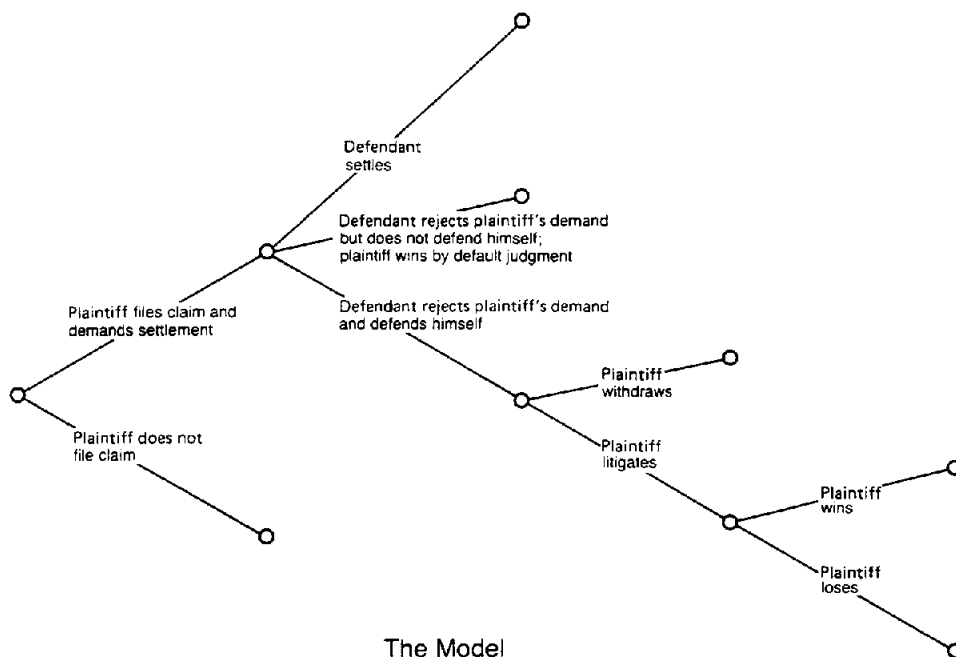 Defendant
settles
Defendant rejects plaintiff's demand
but does not defend himself;
plaintiff wins by default judgment
Plaintiff files claim and
demands settlement
Defendant rejects plaintiff's demand
and defends himself
Plaintiff
withdraws
Plaintiff does not
file claim
Plaintiff
litigates
Plaintiff
wins
Plaintiff
loses
The Model